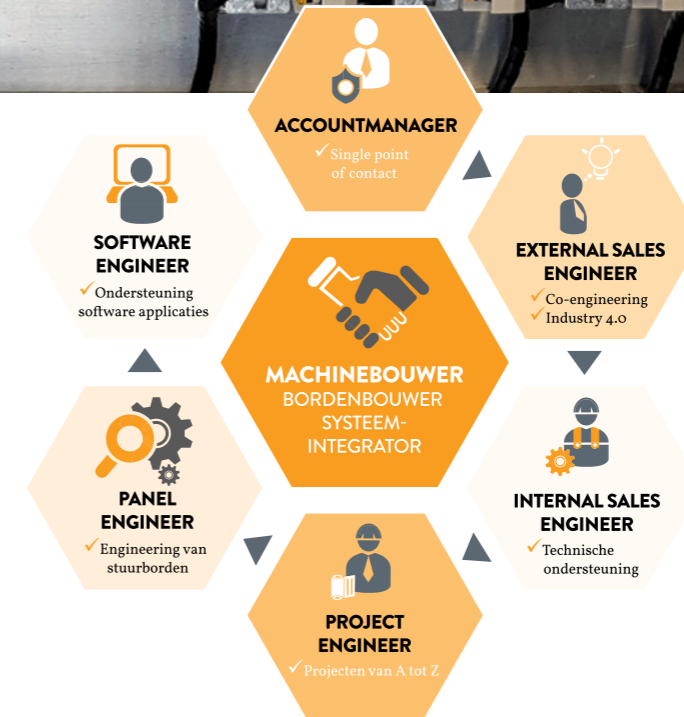 ACCOUNTMANAGER
✓ Single point
of contact
EXTERNAL SALES
ENGINEER
✓ Co-engineering
✓ Industry 4.0
INTERNAL SALES
ENGINEER
✓ Technische
ondersteuning
PROJECT
ENGINEER
✓ Projecten van A tot Z
PANEL
ENGINEER
✓ Engineering van
stuurborden
SOFTWARE
ENGINEER
✓ Ondersteuning
software applicaties
MACHINEBOUWER
BORDENBOUWER
SYSTEEM-
INTEGRATOR